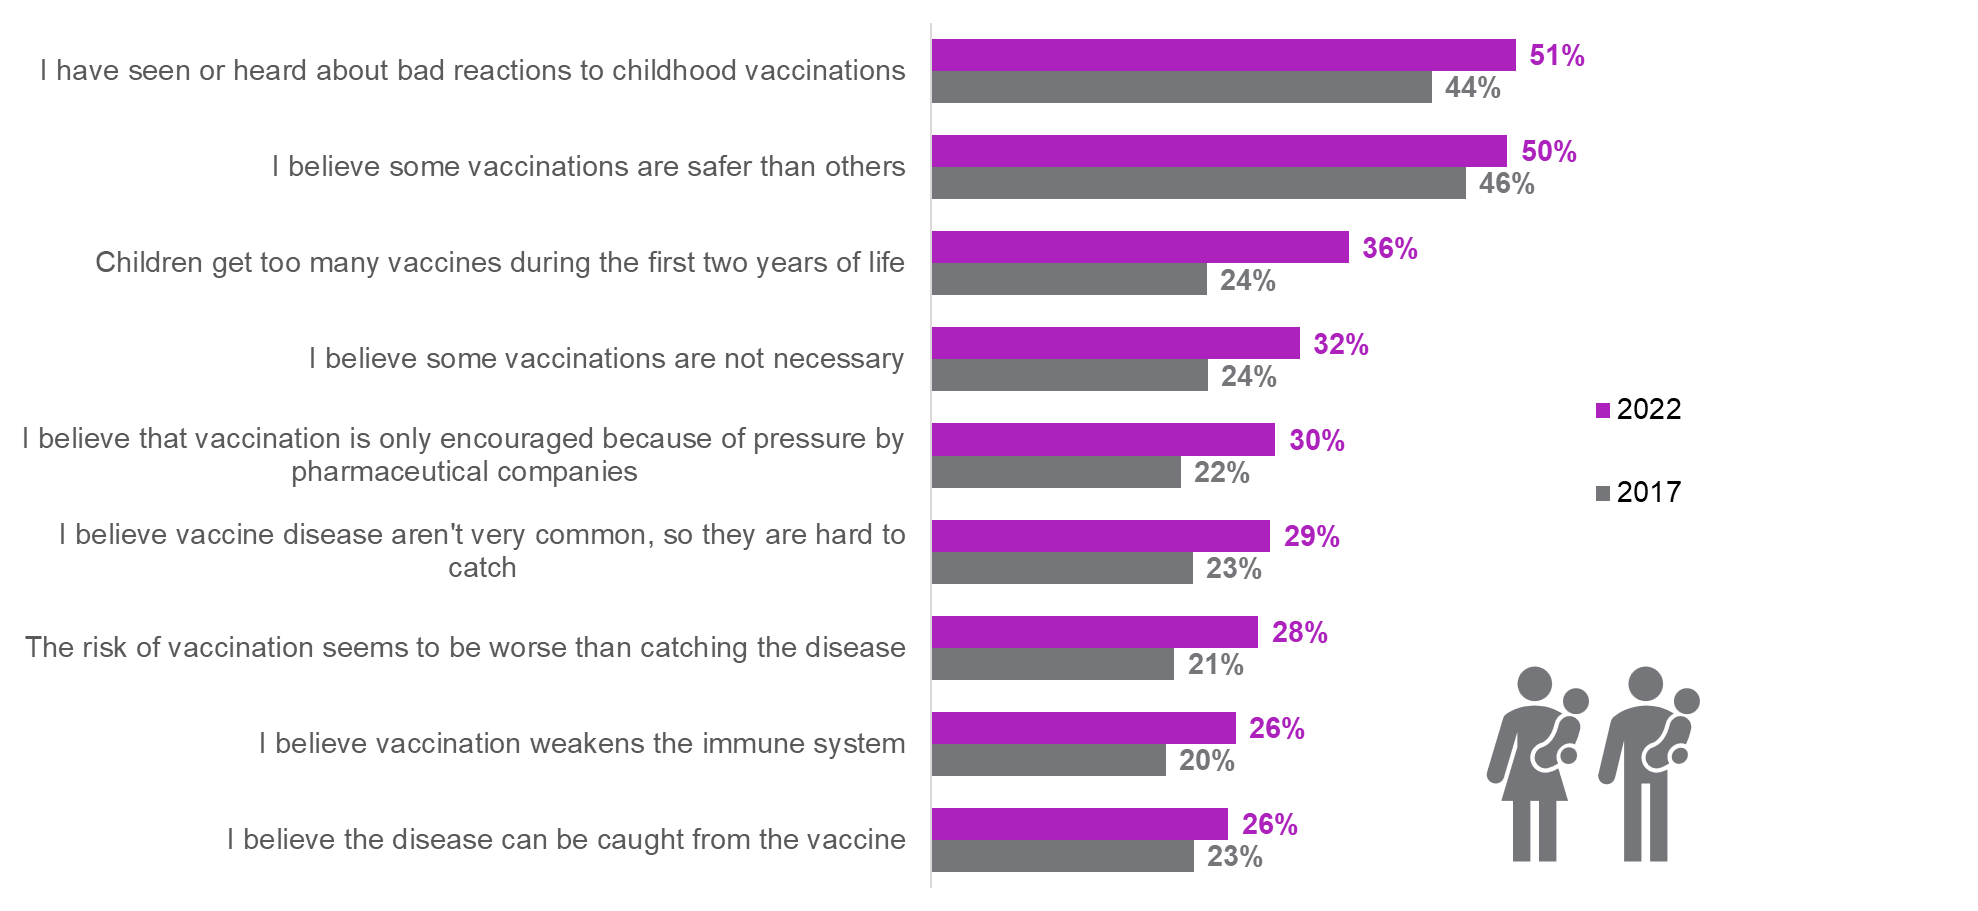 I have seen or heard about bad reactions to childhood vaccinations
51%
44%
I believe some vaccinations are safer than others
50%
46%
Children get too many vaccines during the first two years of life
36%
24%
I believe some vaccinations are not necessary
32%
24%
I believe that vaccination is only encouraged because of pressure by
pharmaceutical companies
30%
22%
I believe vaccine disease aren't very common, so they are hard to
catch
29%
23%
The risk of vaccination seems to be worse than catching the disease
28%
21%
I believe vaccination weakens the immune system
26%
20%
I believe the disease can be caught from the vaccine
26%
23%
2022
2017